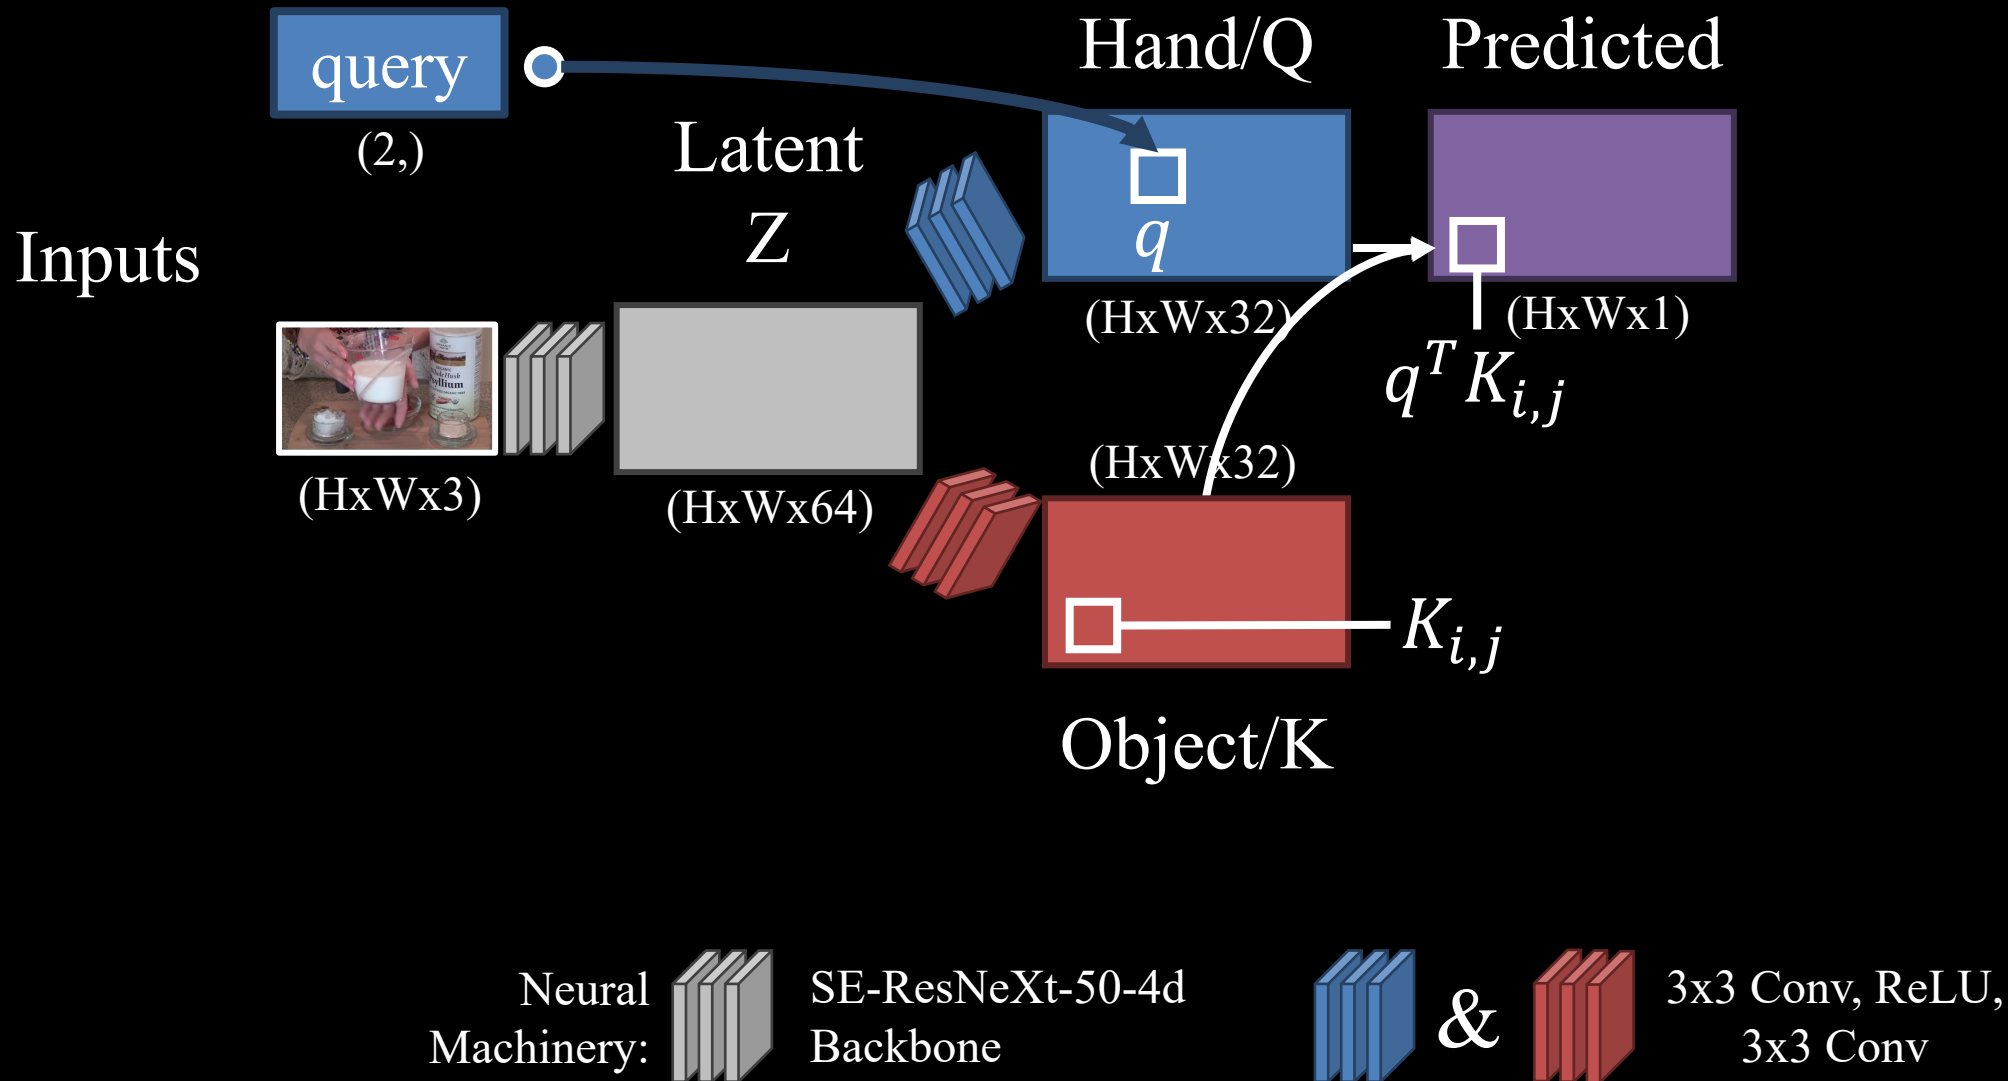 query
(2,)
Hand/Q
Predicted
Latent
Z
Inputs
q
(HxWx32)
(HxWx1)
q^T K_{i,j}
Psyllium
(HxWx3)
(HxWx64)
(HxWx32)
K_{i,j}
Object/K
Neural
Machinery:
SE-ResNeXt-50-4d
Backbone
&
3x3 Conv, ReLU,
3x3 Conv